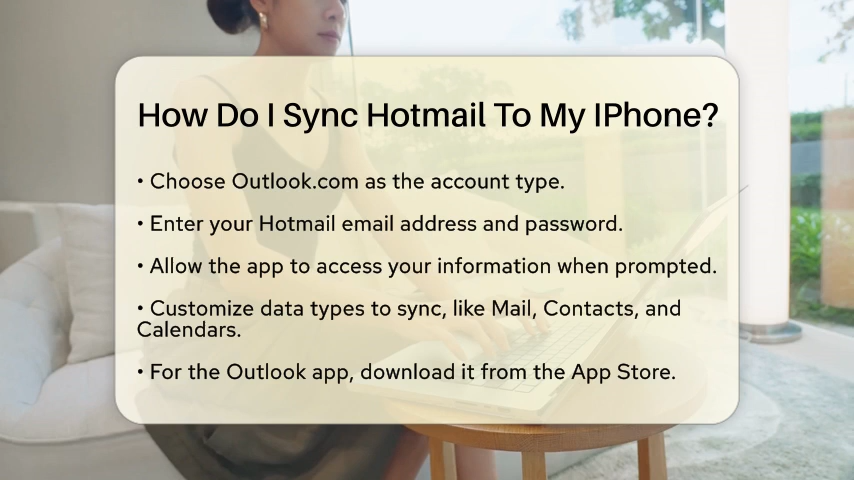 How Do I Sync Hotmail To My IPhone?
• Choose Outlook.com as the account type.
• Enter your Hotmail email address and password.
• Allow the app to access your information when prompted.
• Customize data types to sync, like Mail, Contacts, and
Calendars.
• For the Outlook app, download it from the App Store.